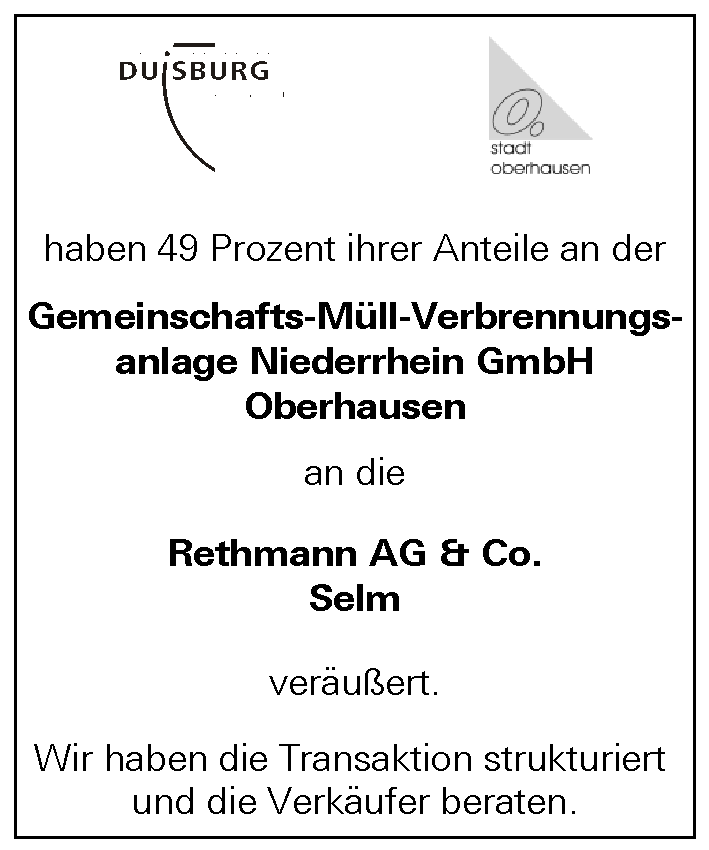 DUISBURG
O.
stadt
oberhausen
haben 49 Prozent ihrer Anteile an der
Gemeinschafts-Müll-Verbrennungs-
anlage Niederrhein GmbH
Oberhausen
an die
Rethmann AG & Co.
Selm
veräußert.
Wir haben die Transaktion strukturiert
und die Verkäufer beraten.